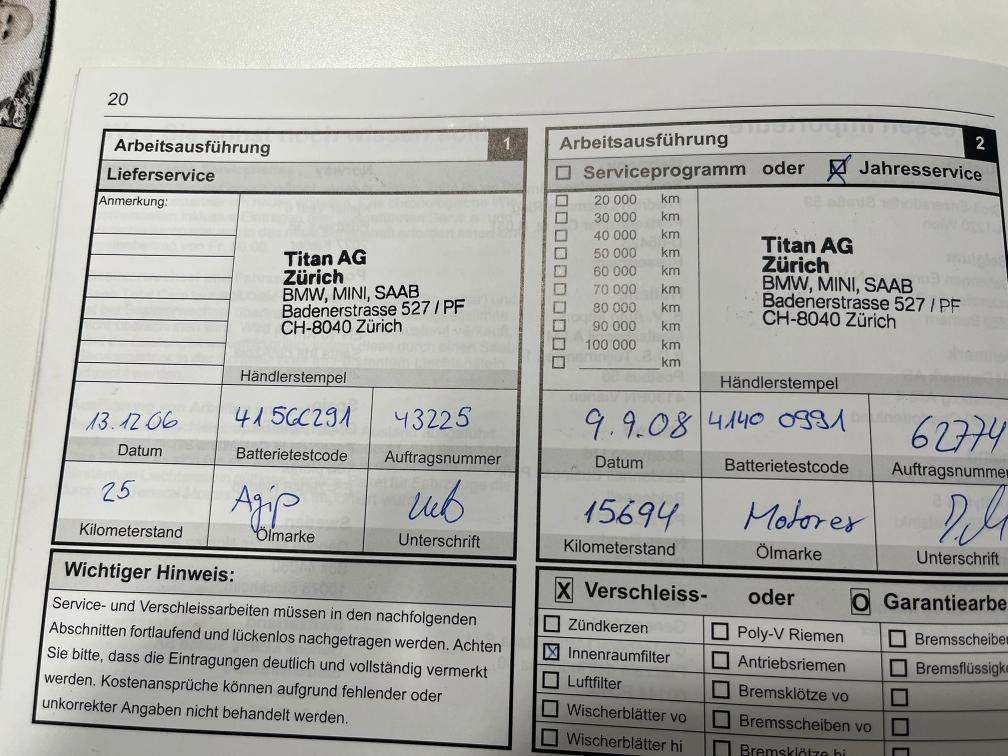 20
Arbeitsausführung 1
Lieferservice
Anmerkung:
Titan AG
Zürich
BMW, MINI, SAAB
Badenerstrasse 527 / PF
CH-8040 Zürich
Händlerstempel
13.12.06 43225
Datum Batterietestcode Auftragsnummer
25 Agip
Kilometerstand Ölmarke Unterschrift
Wichtiger Hinweis:
Service- und Verschleissarbeiten müssen in den nachfolgenden
Abschnitten fortlaufend und lückenlos nachgetragen werden. Achten
Sie bitte, dass die Eintragungen deutlich und vollständig vermerkt
werden. Kostenansprüche können aufgrund fehlender oder
unkorrekter Angaben nicht behandelt werden.
Arbeitsausführung 2
Serviceprogramm oder Jahresservice
20 000 km
30 000 km
40 000 km
50 000 km
60 000 km
70 000 km
80 000 km
90 000 km
100 000 km
km
Titan AG
Zürich
BMW, MINI, SAAB
Badenerstrasse 527 / PF
CH-8040 Zürich
Händlerstempel
9.9.08 4140 0991 62774
Datum Batterietestcode Auftragsnummer
15694 Motorex
Kilometerstand Ölmarke Unterschrift
X Verschleiss- oder O Garantiearbe
Zündkerzen
Innenraumfilter
Luftfilter
Wischerblätter vo
Wischerblätter hi
Poly-V Riemen
Antriebsriemen
Bremsklötze vo
Bremsscheiben vo
Bremsklötze hi
Bremsscheiben
Bremsflüssigke